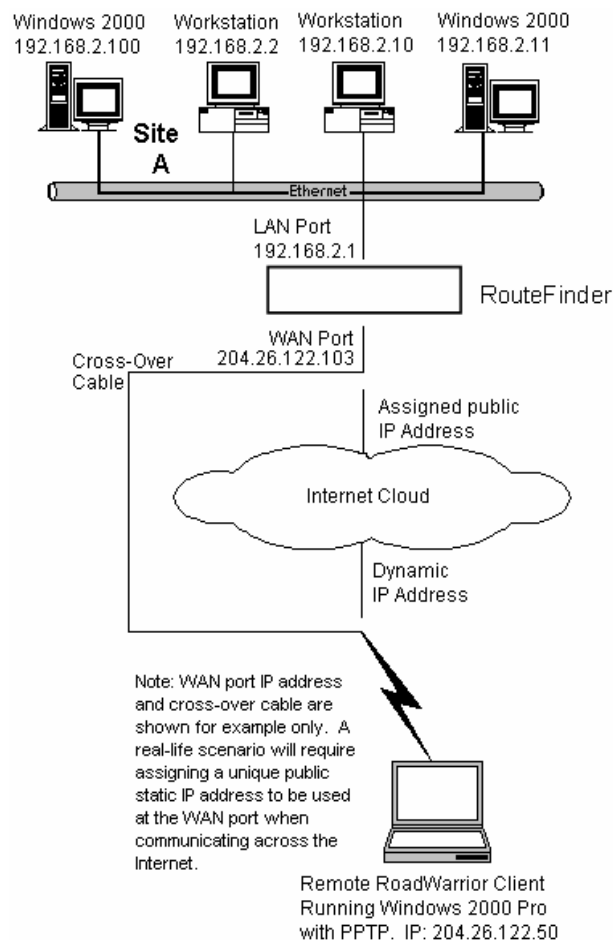 Windows 2000
192.168.2.100
Workstation
192.168.2.2
Workstation
192.168.2.10
Windows 2000
192.168.2.11
Site
A
Ethernet
LAN Port
192.168.2.1
RouteFinder
WAN Port
204.26.122.103
Cross-Over
Cable
Assigned public
IP Address
Internet Cloud
Dynamic
IP Address
Note: WAN port IP address
and cross-over cable are
shown for example only. A
real-life scenario will require
assigning a unique public
static IP address to be used
at the WAN port when
communicating across the
Internet.
Remote RoadWarrior Client
Running Windows 2000 Pro
with PPTP. IP: 204.26.122.50